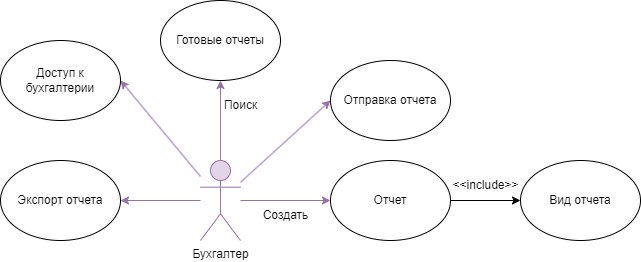 Готовые отчеты
Доступ к
бухгалтерии
Поиск
Отправка отчета
Экспорт отчета
Создать
Отчет
<<include>>
Вид отчета
Бухгалтер